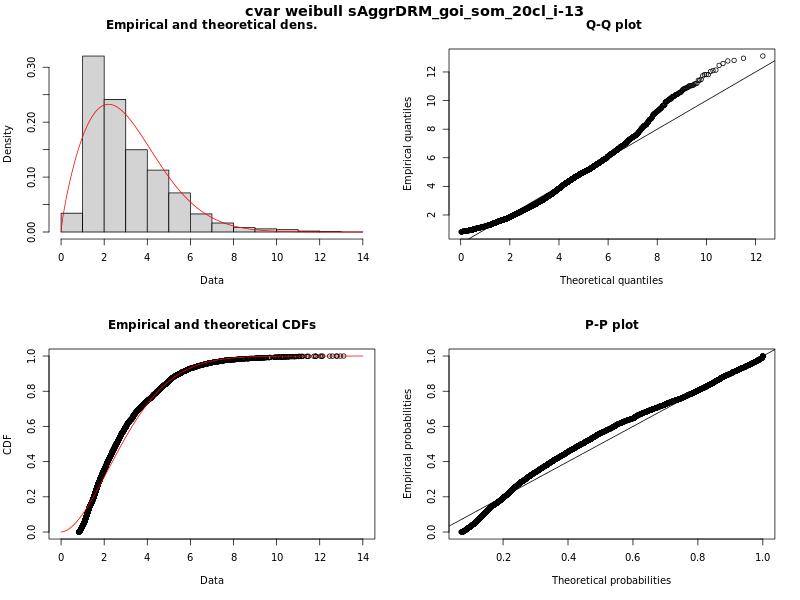 cvar weibull sAggrDRM_goi_som_20cl_i-13
Empirical and theoretical dens.
Density
0.00 0.10 0.20 0.30
0 2 4 6 8 10 12 14
Data
Q-Q plot
Empirical quantiles
2 4 6 8 10 12
0 2 4 6 8 10 12
Theoretical quantiles
Empirical and theoretical CDFs
CDF
0.0 0.2 0.4 0.6 0.8 1.0
0 2 4 6 8 10 12 14
Data
P-P plot
Empirical probabilities
0.0 0.2 0.4 0.6 0.8 1.0
0.2 0.4 0.6 0.8 1.0
Theoretical probabilities